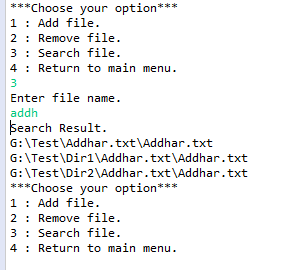 ***Choose your option***
1 : Add file.
2 : Remove file.
3 : Search file.
4 : Return to main menu.
3
Enter file name.
addh
Search Result.
G:\Test\Addhar.txt\Addhar.txt
G:\Test\Dir1\Addhar.txt\Addhar.txt
G:\Test\Dir2\Addhar.txt\Addhar.txt
***Choose your option***
1 : Add file.
2 : Remove file.
3 : Search file.
4 : Return to main menu.